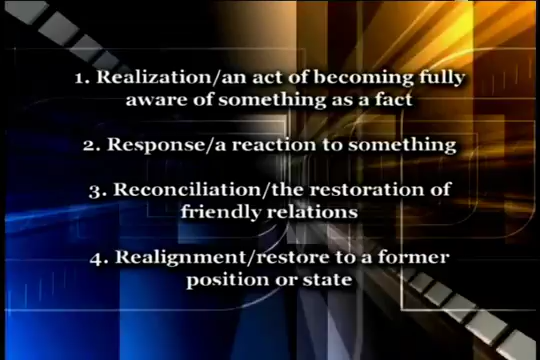 1. Realization/an act of becoming fully
aware of something as a fact
2. Response/a reaction to something
3. Reconciliation/the restoration of
friendly relations
4. Realignment/restore to a former
position or state